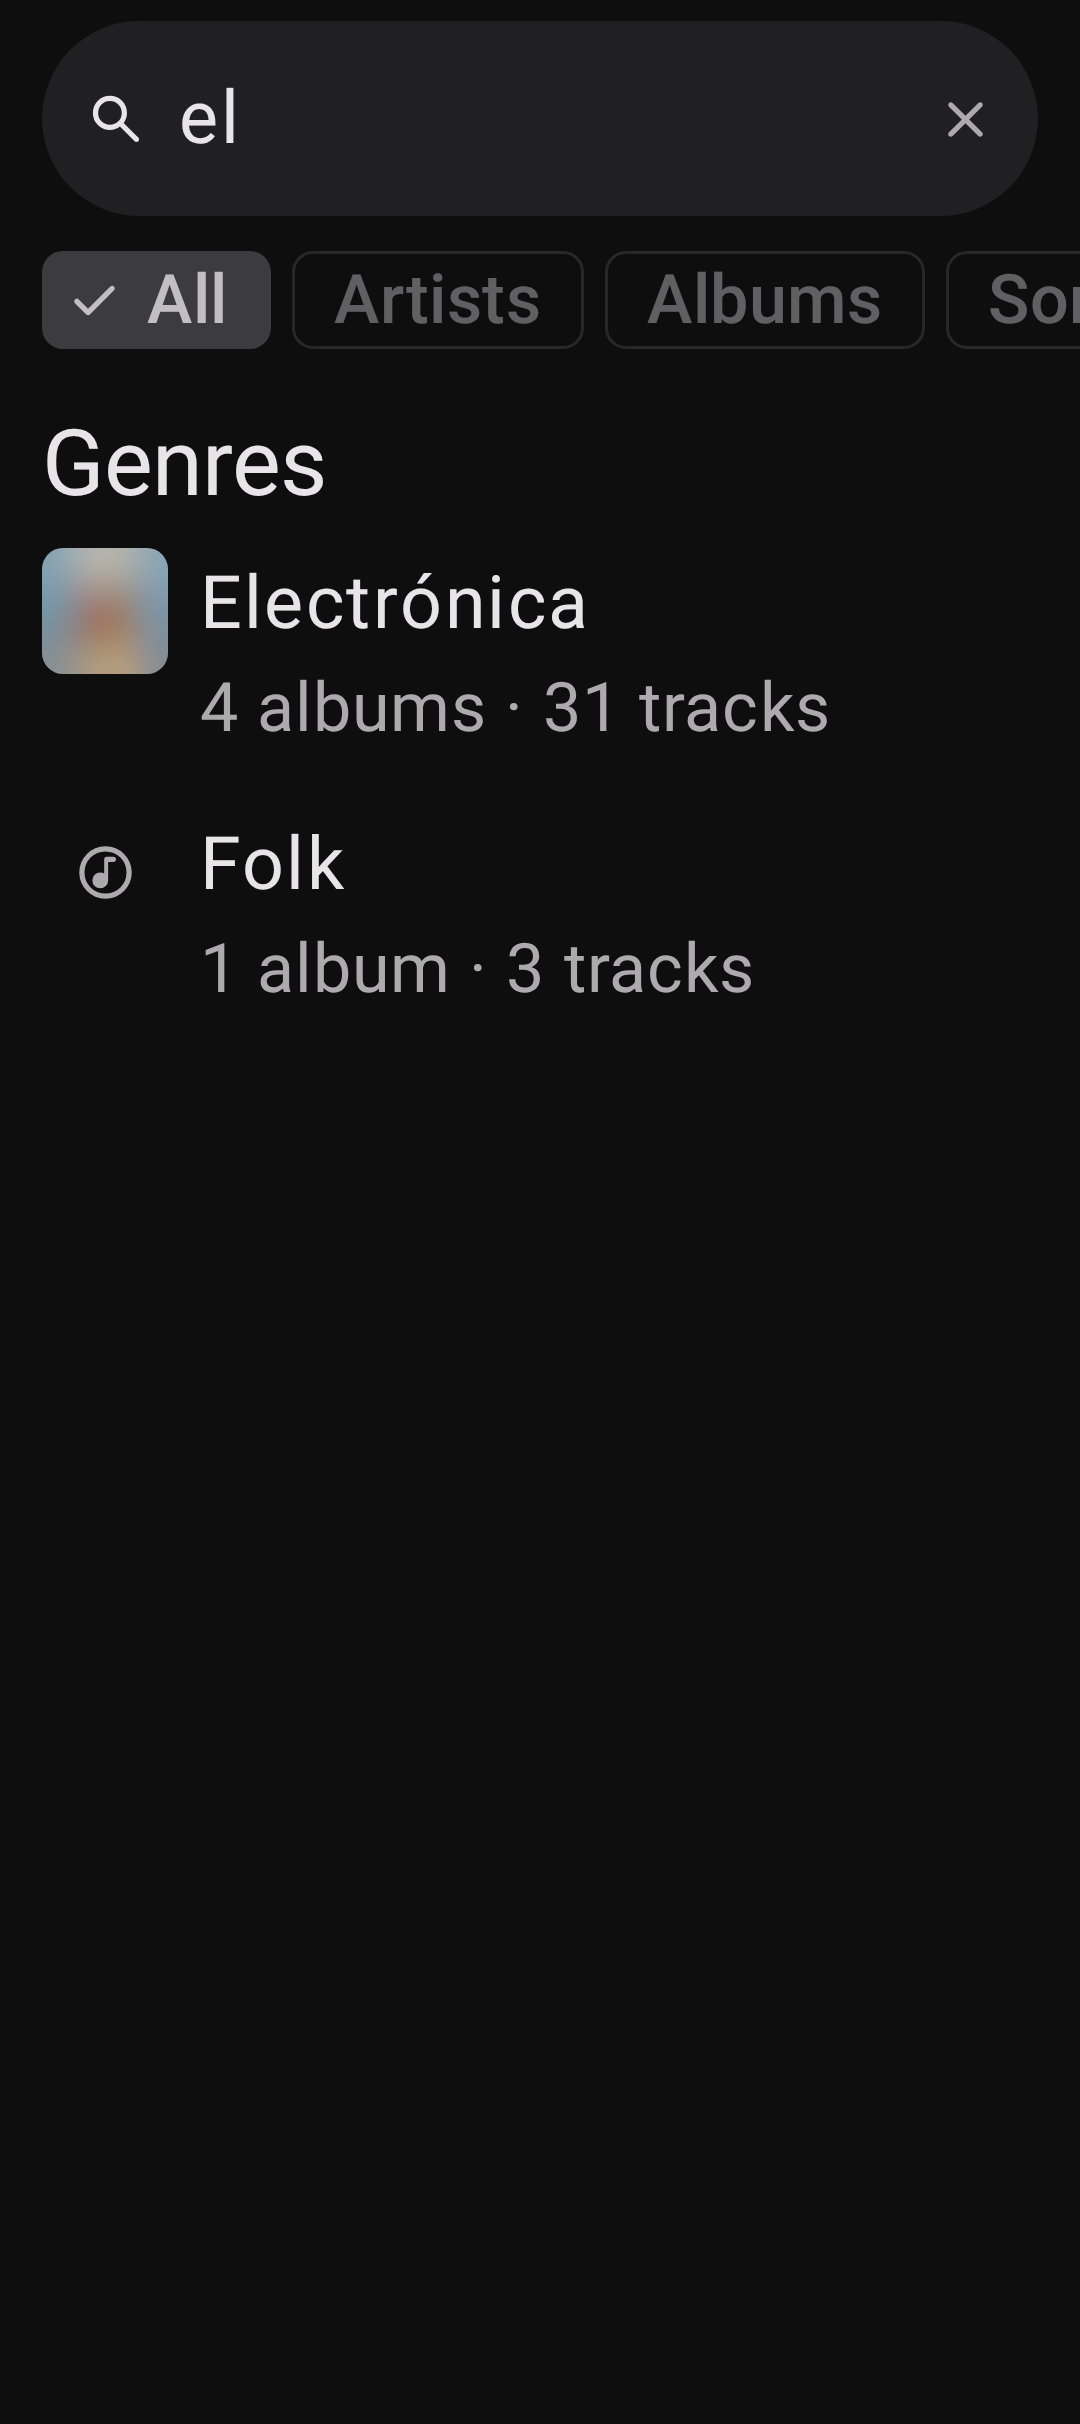 el
All
Artists
Albums
Genres
Electrónica
4 albums · 31 tracks
Folk
1 album · 3 tracks